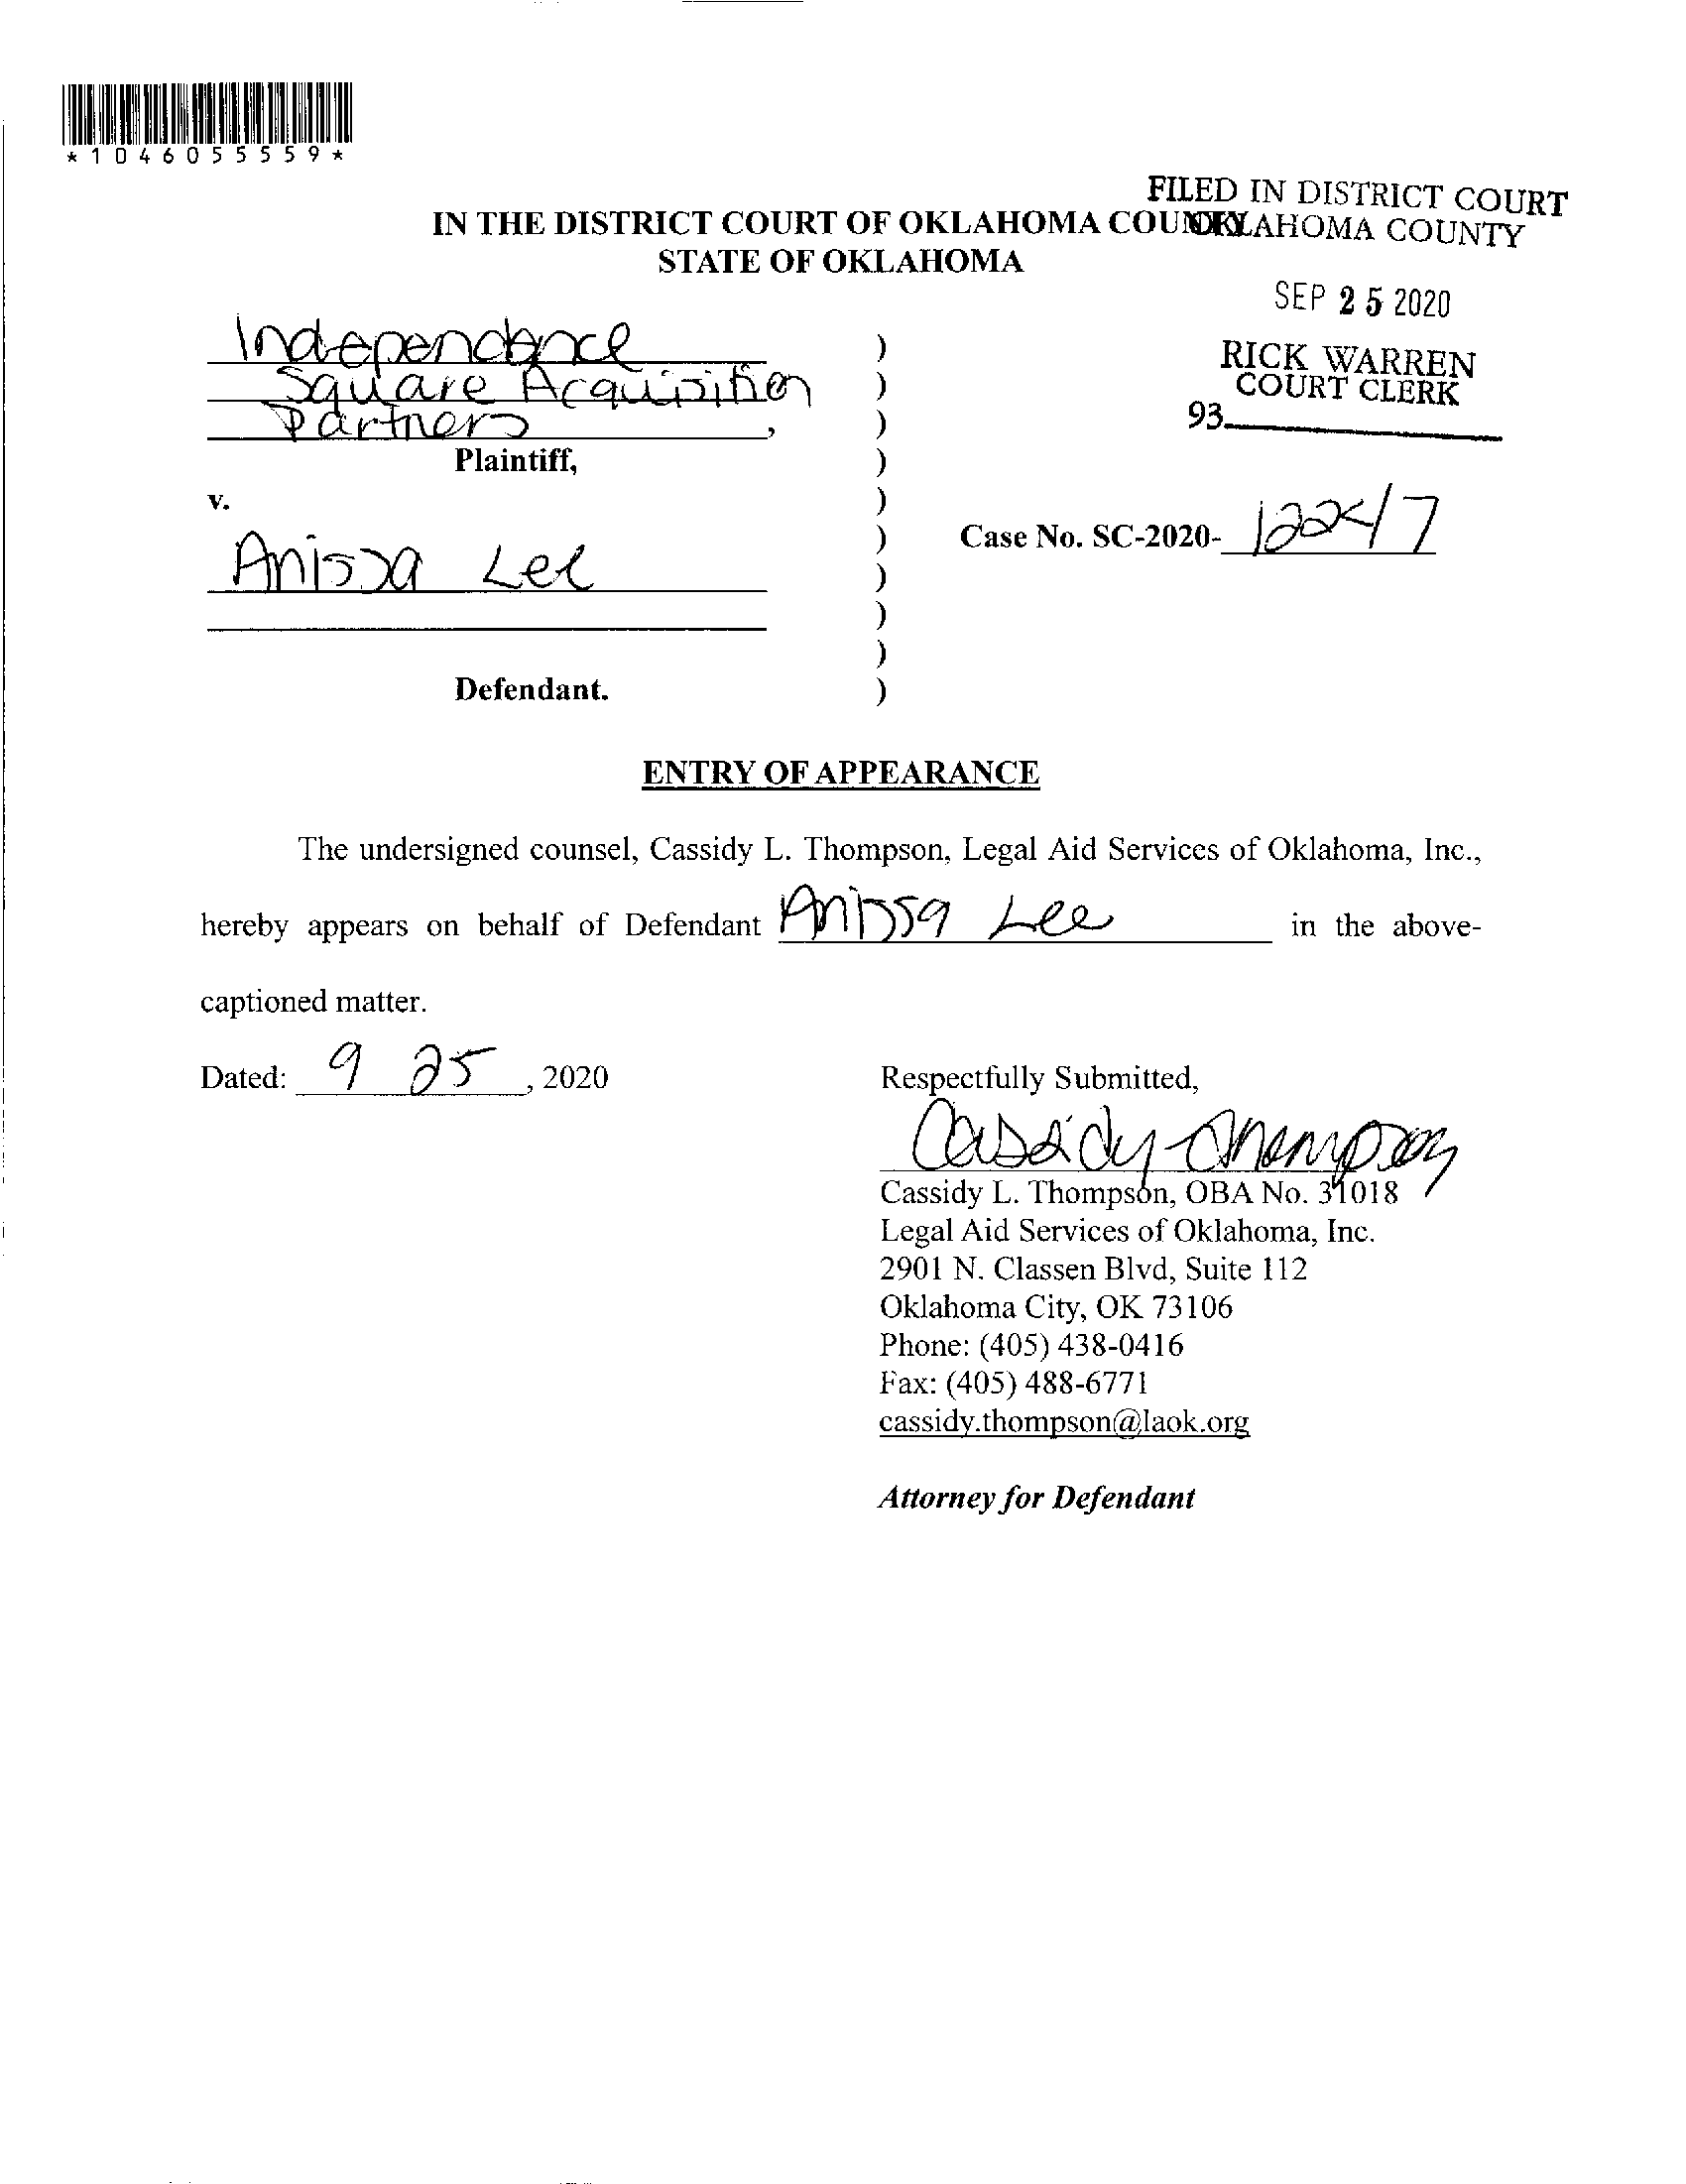 *1046055559*
FILED IN DISTRICT COURT
OKLAHOMA COUNTY
IN THE DISTRICT COURT OF OKLAHOMA COUNTY
STATE OF OKLAHOMA
SEP 25 2020
RICK WARREN
COURT CLERK
93
Independence )
Square Acquisition )
Partners , )
Plaintiff, )
v. )
Case No. SC-2020-12247
Anissa Lee )
)
)
)
Defendant. )
ENTRY OF APPEARANCE
The undersigned counsel, Cassidy L. Thompson, Legal Aid Services of Oklahoma, Inc.,
hereby appears on behalf of Defendant Anissa Lee in the above-
captioned matter.
Dated: 9 25, 2020
Respectfully Submitted,
Cassidy Thompson
Cassidy L. Thompson, OBA No. 31018
Legal Aid Services of Oklahoma, Inc.
2901 N. Classen Blvd, Suite 112
Oklahoma City, OK 73106
Phone: (405) 438-0416
Fax: (405) 488-6771
cassidy.thompson@laok.org
Attorney for Defendant